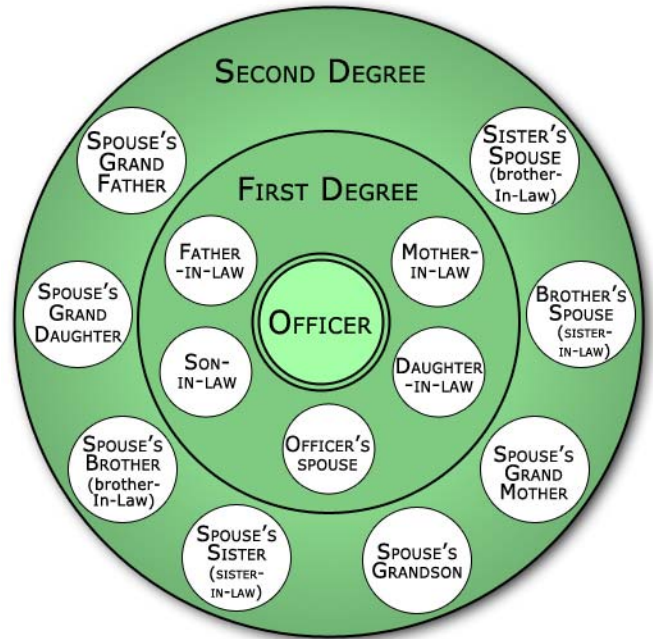 SECOND DEGREE
SPOUSE'S
GRAND
FATHER
SISTER'S
SPOUSE
(brother-
In-Law)
FIRST DEGREE
FATHER
-IN-LAW
MOTHER-
IN-LAW
SPOUSE'S
GRAND
DAUGHTER
OFFICER
BROTHER'S
SPOUSE
(SISTER-
IN-LAW)
SON-
IN-LAW
DAUGHTER
-IN-LAW
SPOUSE'S
BROTHER
(brother-
In-Law)
OFFICER'S
SPOUSE
SPOUSE'S
GRAND
MOTHER
SPOUSE'S
SISTER
(SISTER-
IN-LAW)
SPOUSE'S
GRANDSON